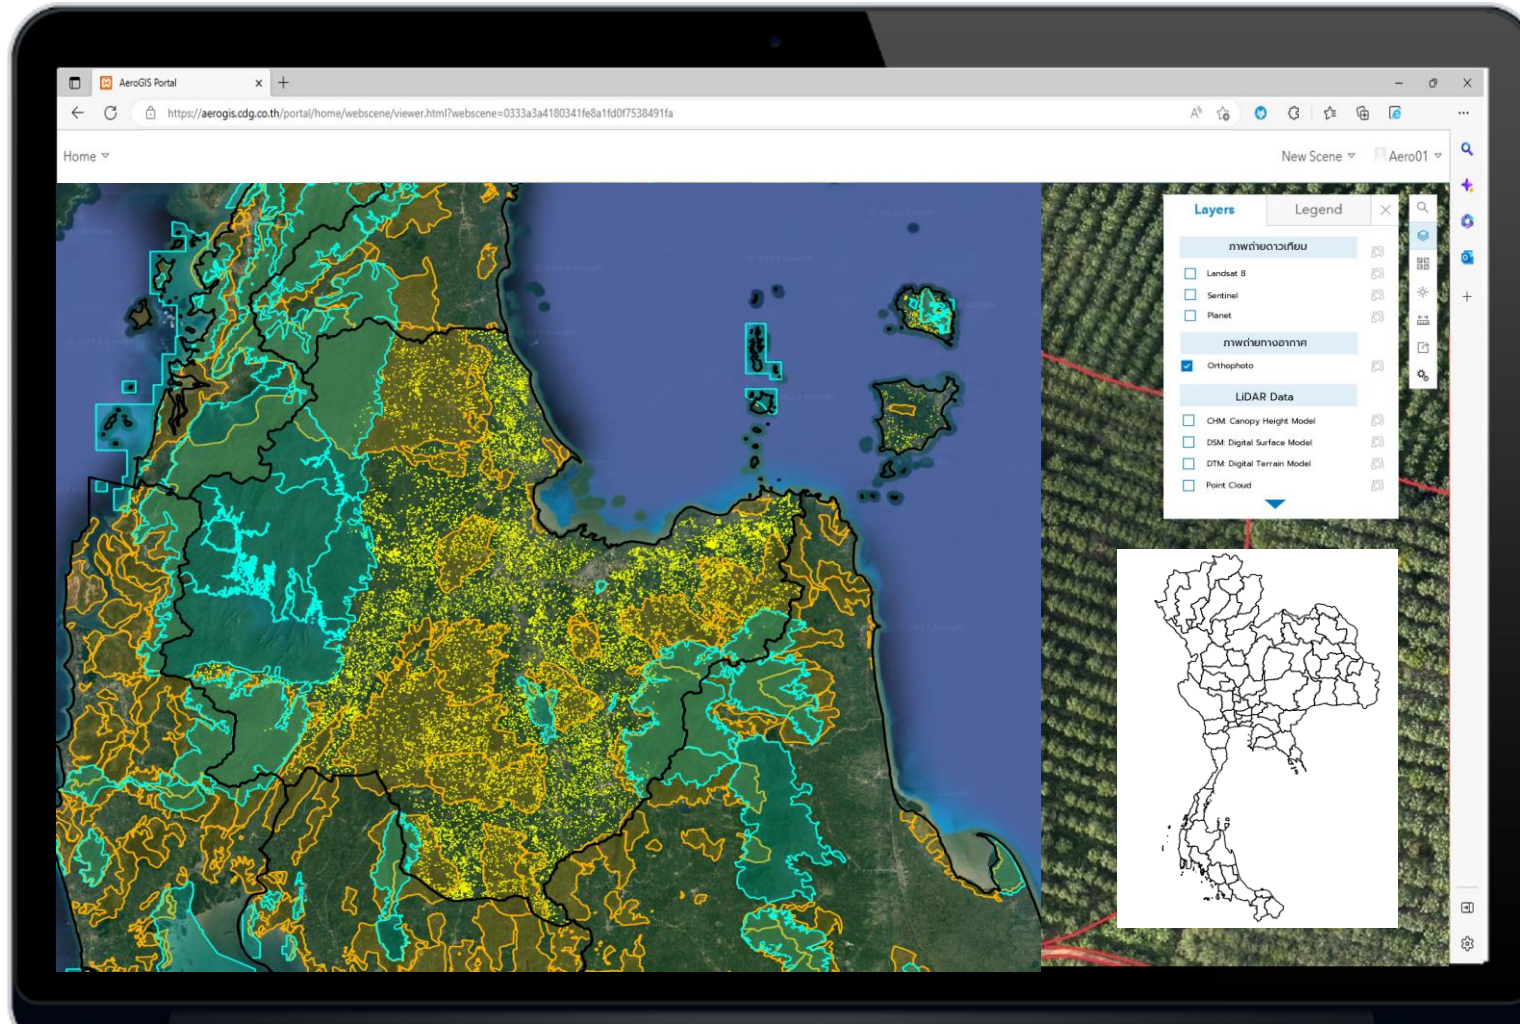 AeroGIS Portal
https://aerogis.cdg.co.th/portal/home/webscene/viewer.html?webscene=0333a3a4180341fe8a1fd0f7538491fa
Home
New Scene
Aero01
Layers
Legend
ภาพถ่ายดาวเทียม
Landsat 8
Sentinel
Planet
ภาพถ่ายทางอากาศ
Orthophoto
LiDAR Data
CHM: Canopy Height Model
DSM: Digital Surface Model
DTM: Digital Terrain Model
Point Cloud